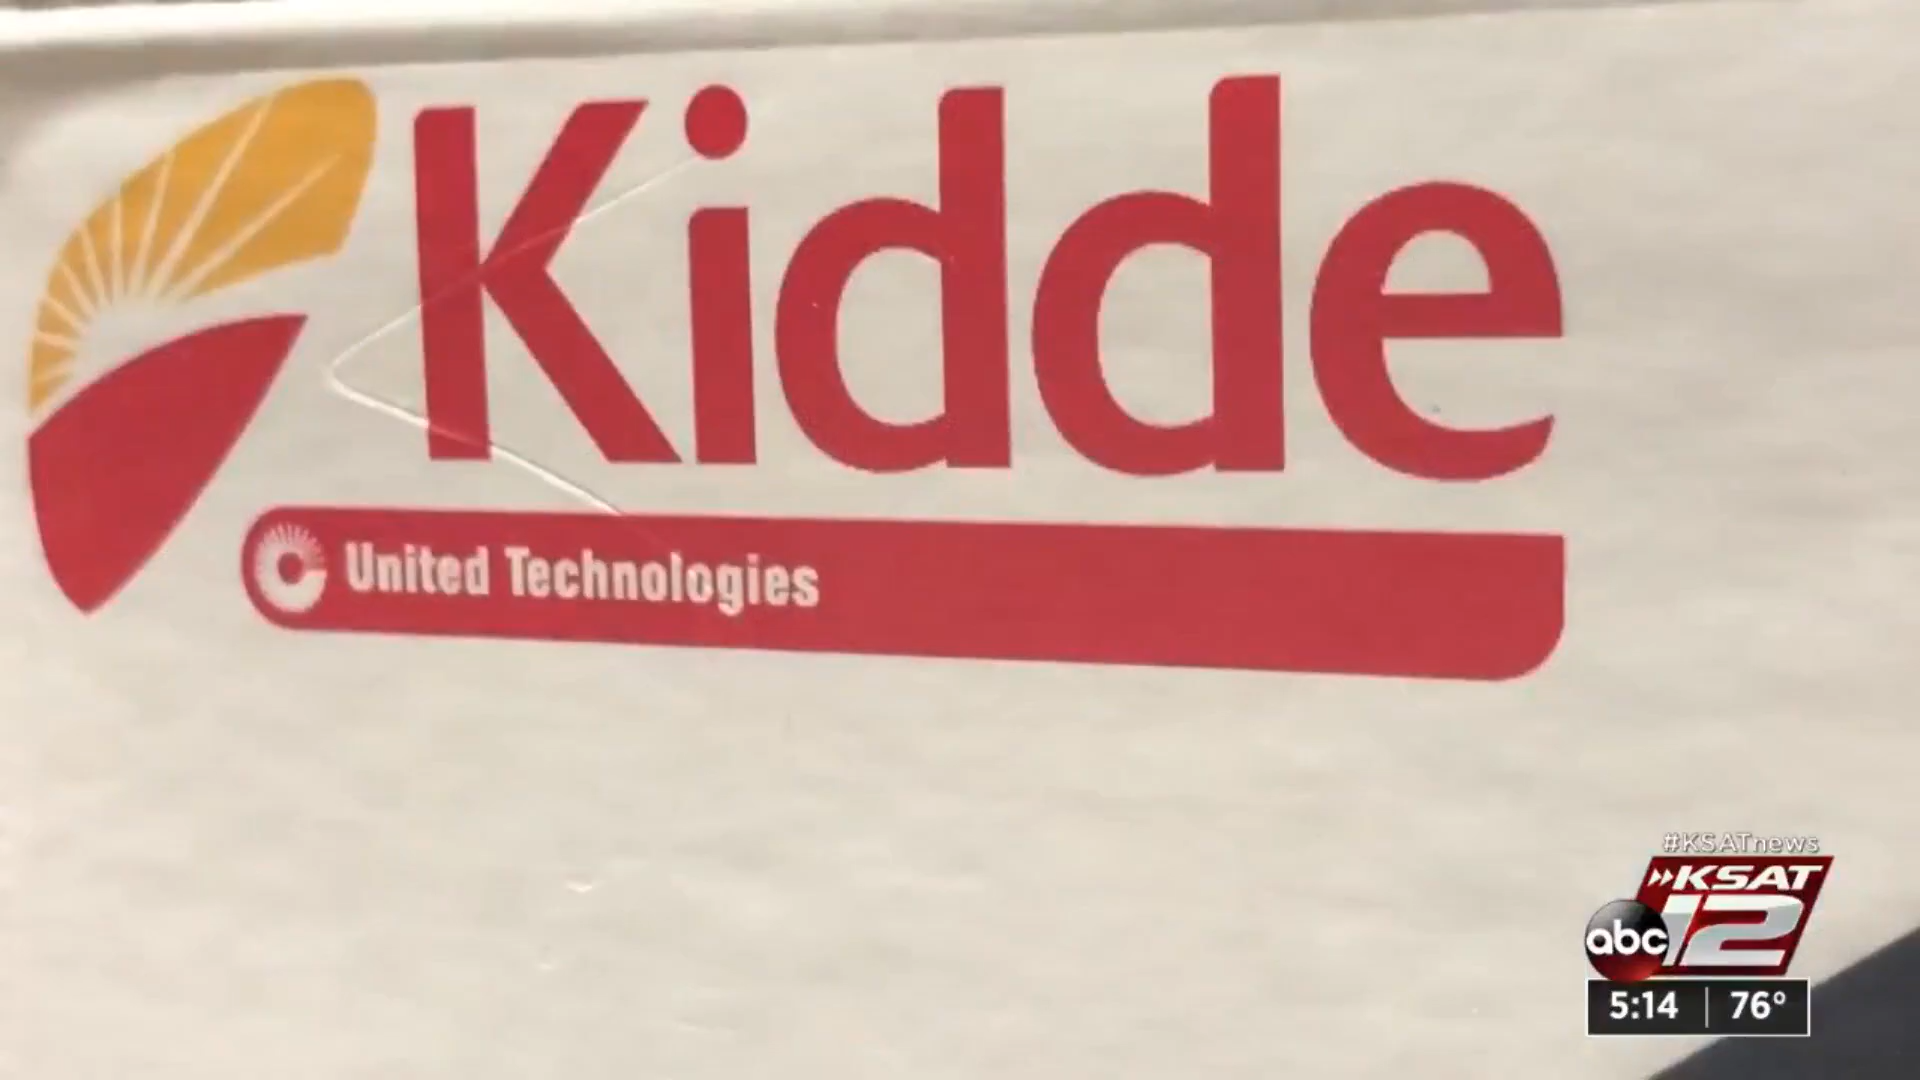 Kidde
United Technologies
#KSATnews
KSAT
abc 12
5:14 | 76°